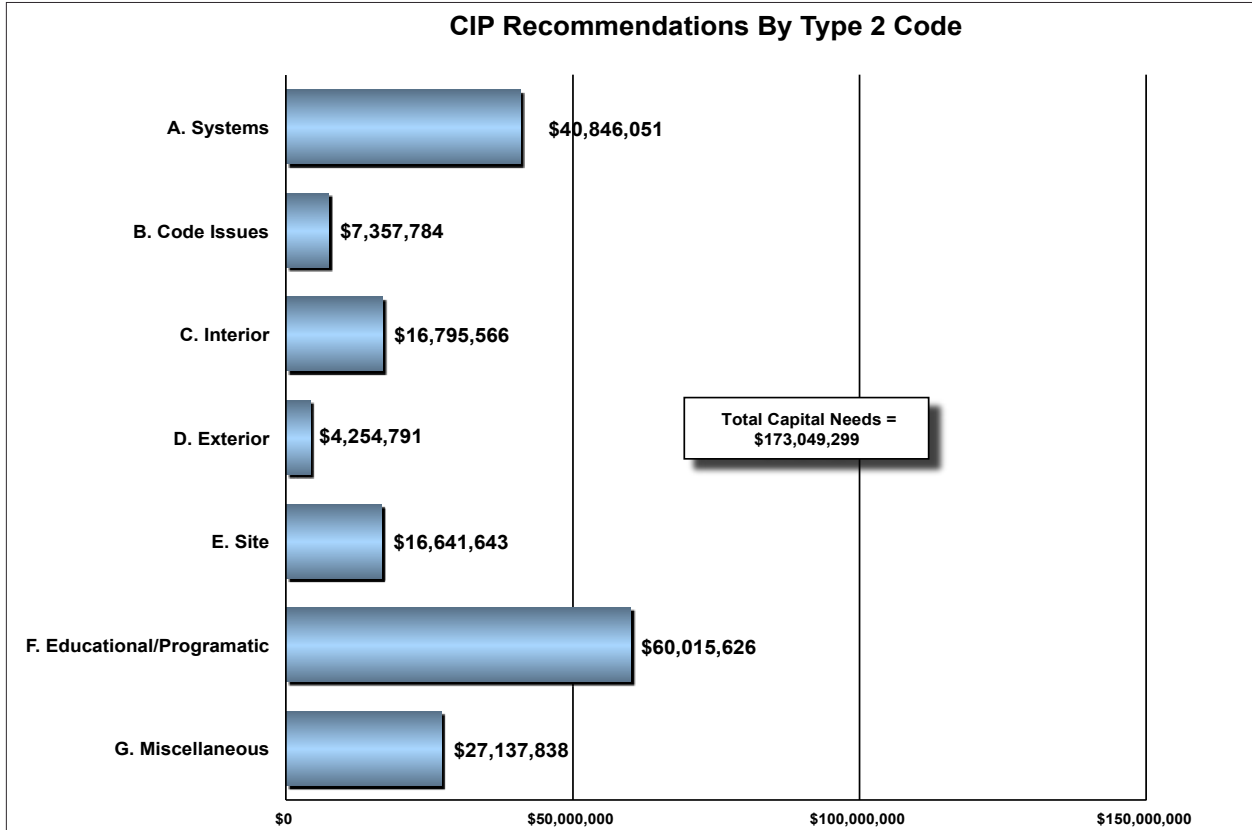 CIP Recommendations By Type 2 Code
A. Systems
$40,846,051
B. Code Issues
$7,357,784
C. Interior
$16,795,566
D. Exterior
$4,254,791
Total Capital Needs =
$173,049,299
E. Site
$16,641,643
F. Educational/Programatic
$60,015,626
G. Miscellaneous
$27,137,838
$0
$50,000,000
$100,000,000
$150,000,000